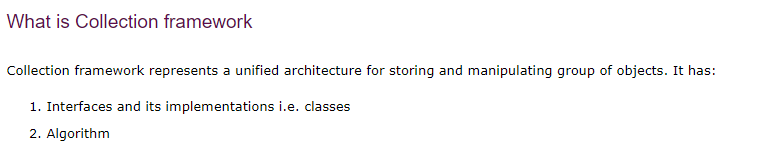 What is Collection framework
Collection framework represents a unified architecture for storing and manipulating group of objects. It has:
1. Interfaces and its implementations i.e. classes
2. Algorithm